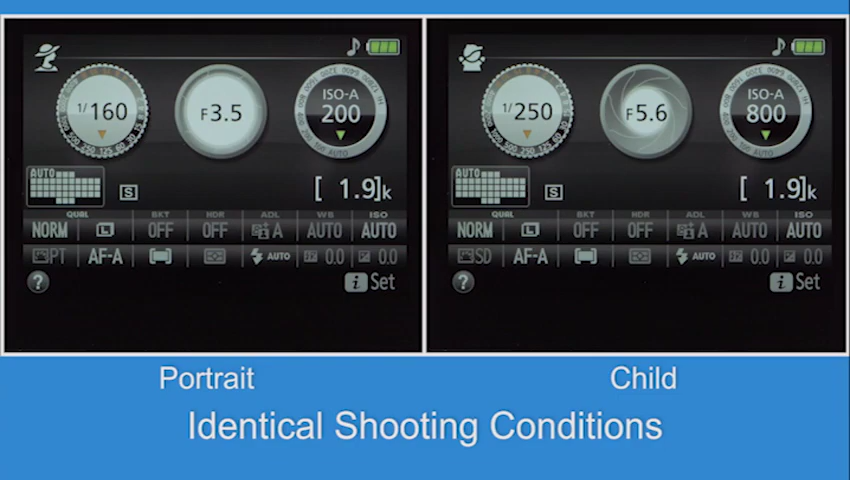 1/160
F3.5
ISO-A
200
AUTO
S
[ 1.9]k
QUAL BKT HDR ADL WB ISO
NORM L OFF OFF A AUTO AUTO
PT AF-A AUTO 0.0 0.0
? i Set
1/250
F5.6
ISO-A
800
AUTO
S
[ 1.9]k
QUAL BKT HDR ADL WB ISO
NORM L OFF OFF A AUTO AUTO
SD AF-A AUTO 0.0 0.0
? i Set
Portrait
Child
Identical Shooting Conditions